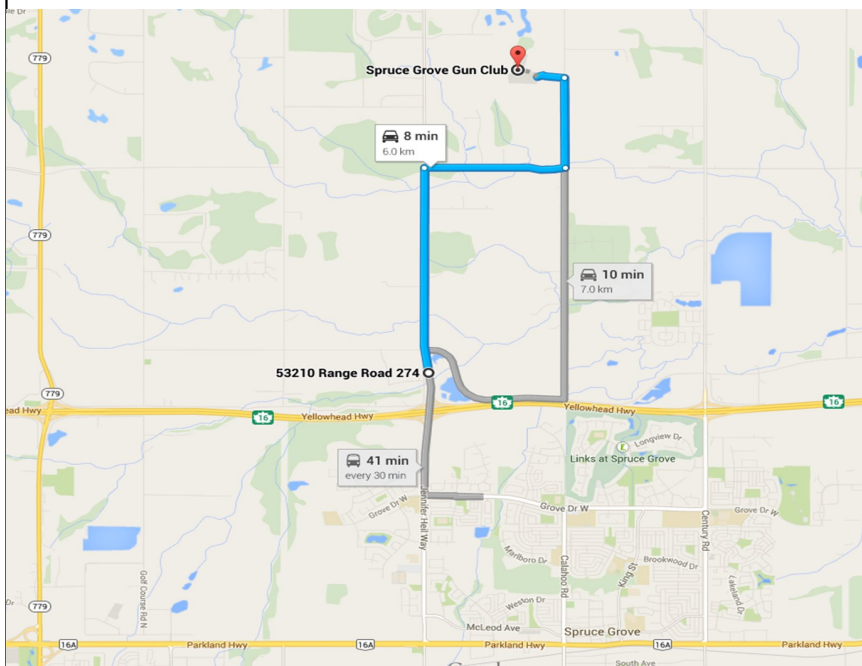 779
Spruce Grove Gun Club
8 min
6.0 km
779
10 min
7.0 km
53210 Range Road 274
779
16
16
16
ead Hwy
Yellowhead Hwy
Yellowhead Hwy
Longview Dr
Links at Spruce Grove
41 min
every 30 min
Jennifer Heil Way
Grove Dr W
Grove Dr W
Grove Dr W
Century Rd
Marlboro Dr
Calahoo Rd
King St
Brookwood Dr
Lakeland Dr
Golf Course Rd N
Weston Dr
779
McLeod Ave
Spruce Grove
16A
16A
16A
Parkland Hwy
Parkland Hwy
Parkland Hwy
South Ave